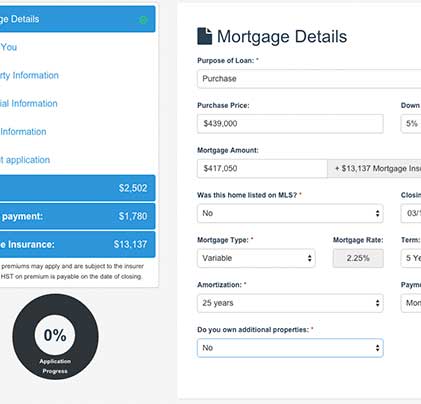 ge Details
You
rty Information
ial Information
Information
t application
$2,502
payment: $1,780
e Insurance: $13,137
premiums may apply and are subject to the insurer
HST on premium is payable on the date of closing.
0%
Application
Progress
Mortgage Details
Purpose of Loan: *
Purchase
Purchase Price: Down
$439,000 5%
Mortgage Amount:
$417,050 + $13,137 Mortgage Ins
Was this home listed on MLS? * Closin
No 03/1
Mortgage Type: * Mortgage Rate: Term:
Variable 2.25% 5 Ye
Amortization: * Paymo
25 years Mon
Do you own additional properties: *
No